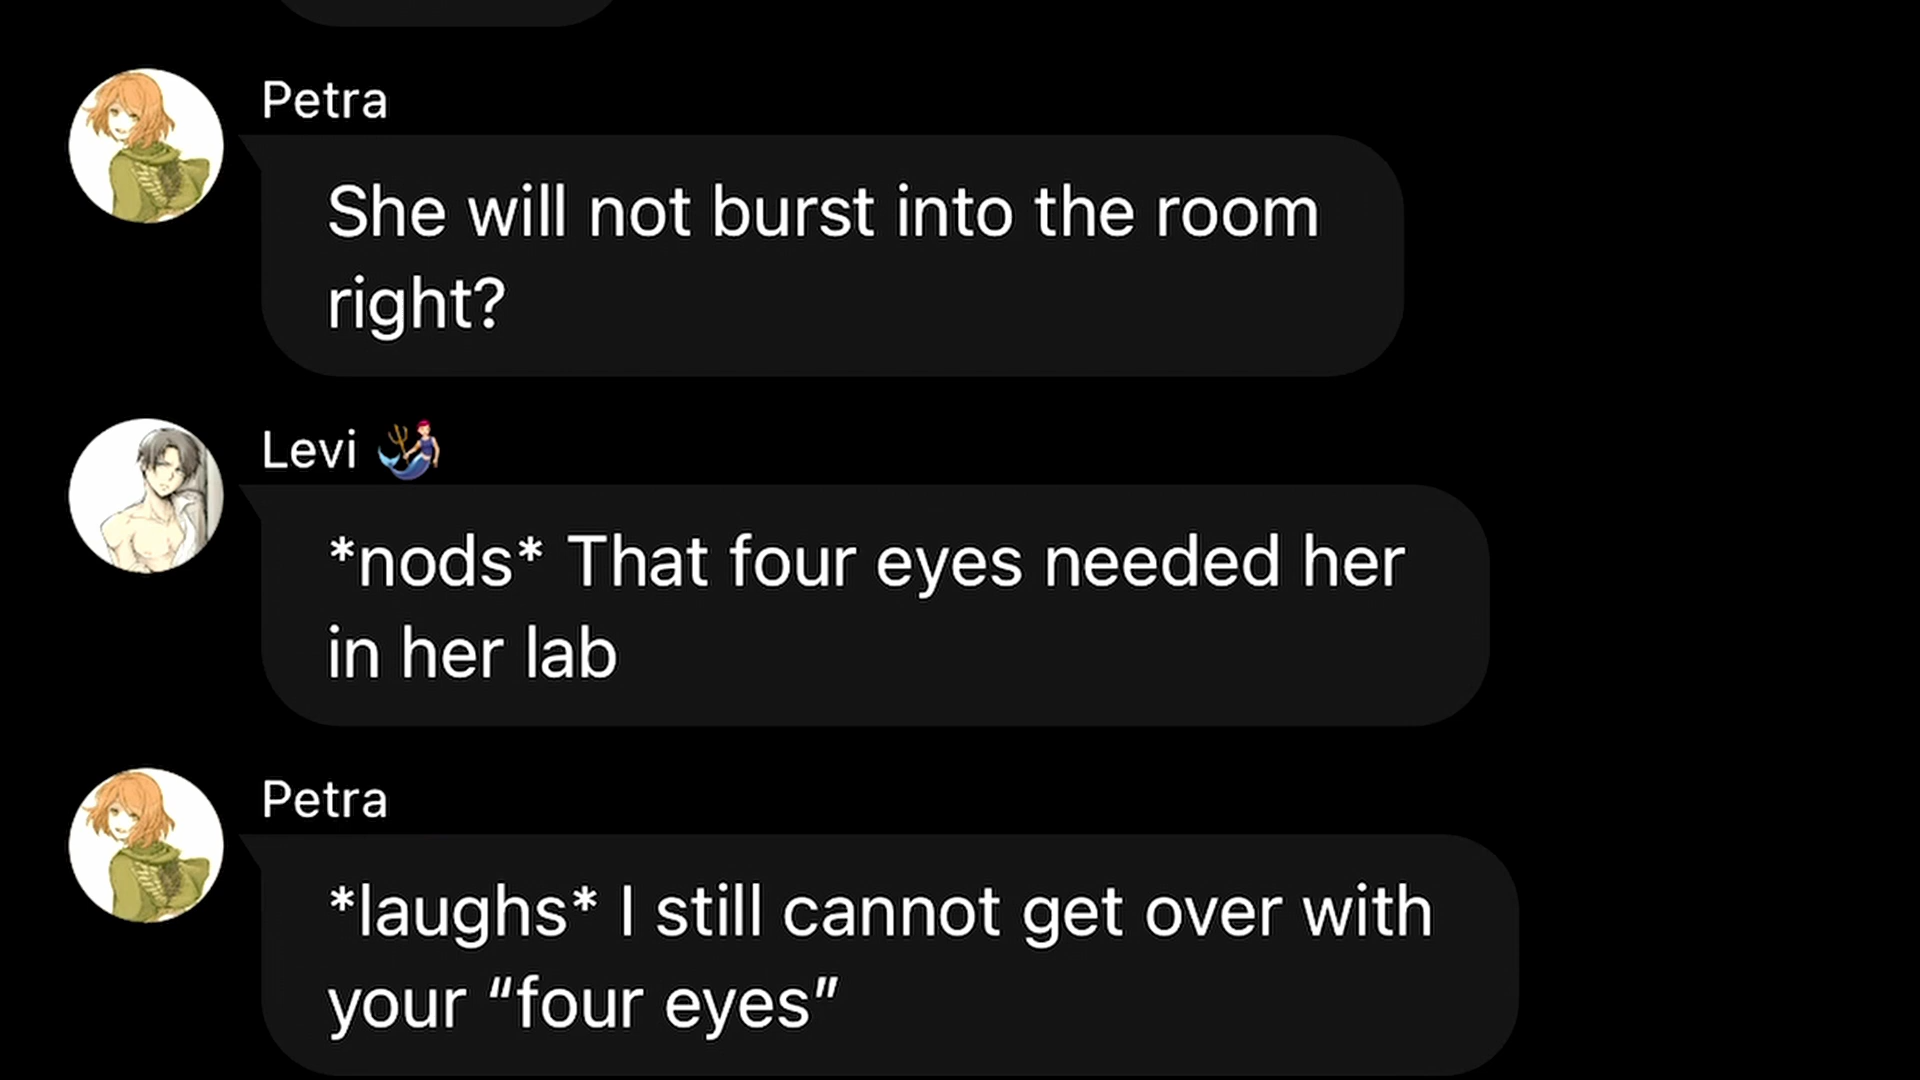 Petra
She will not burst into the room
right?
Levi 🧜‍♂️
*nods* That four eyes needed her
in her lab
Petra
*laughs* I still cannot get over with
your “four eyes”